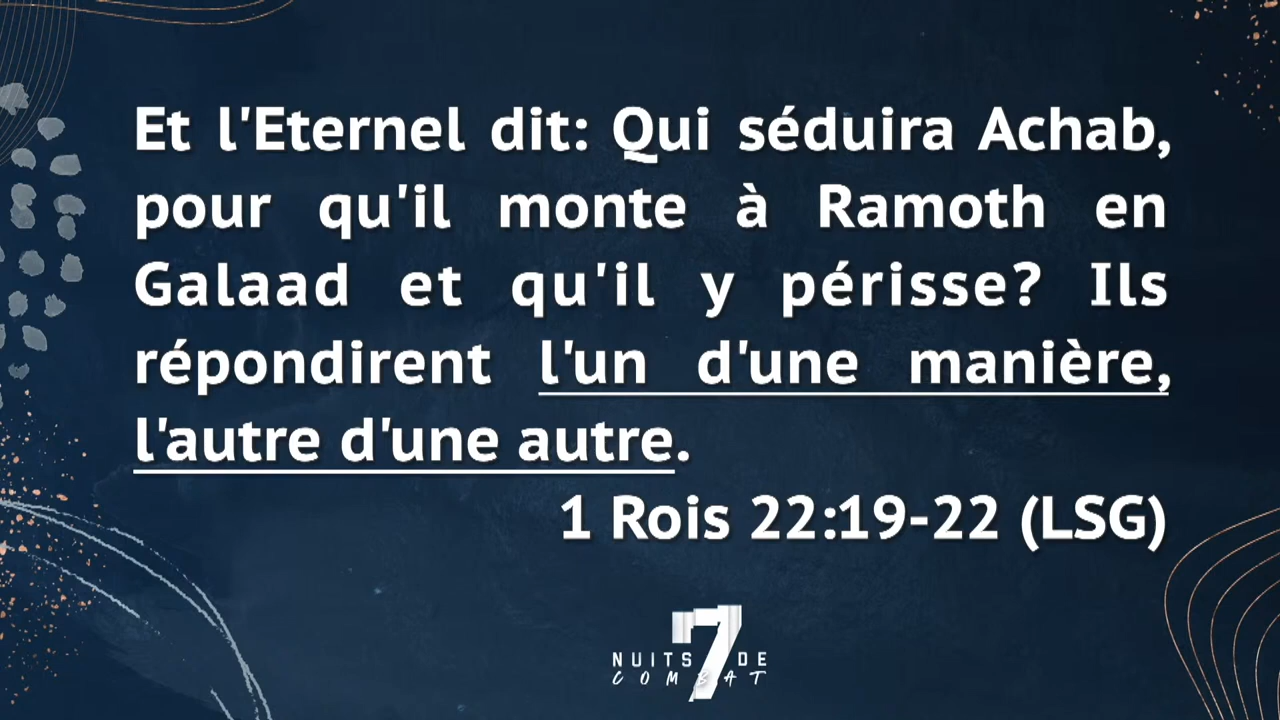 Et l'Eternel dit: Qui séduira Achab,
pour qu'il monte à Ramoth en
Galaad et qu'il y périsse? Ils
répondirent l'un d'une manière,
l'autre d'une autre.
1 Rois 22:19-22 (LSG)
7
NUITS DE
COMBAT